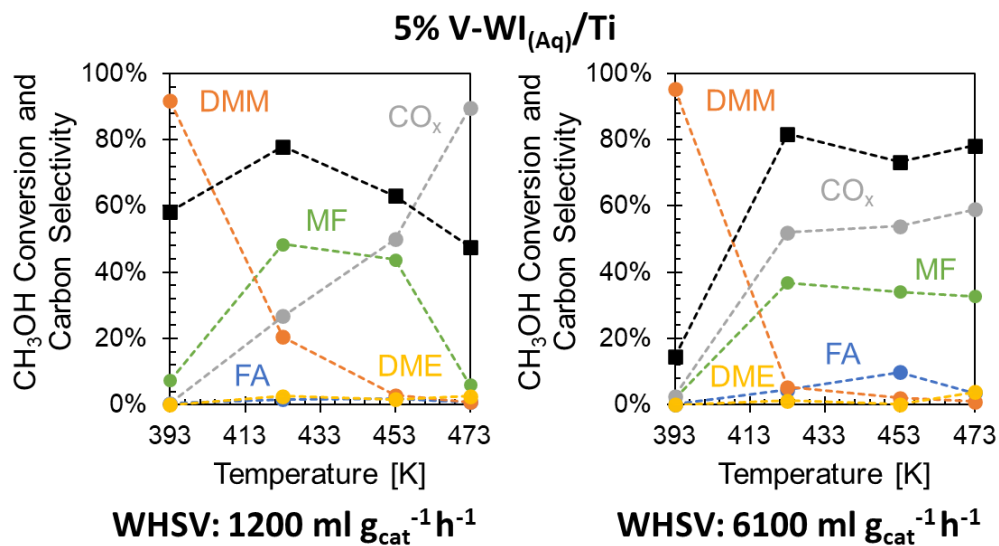 5% V-WI(Aq)/Ti
CH₃OH Conversion and
Carbon Selectivity
100%
80%
60%
40%
20%
0%
DMM
COₓ
MF
FA
DME
393
413
433
453
473
Temperature [K]
WHSV: 1200 ml g_cat⁻¹h⁻¹
CH₃OH Conversion and
Carbon Selectivity
100%
80%
60%
40%
20%
0%
DMM
COₓ
MF
FA
DME
393
413
433
453
473
Temperature [K]
WHSV: 6100 ml g_cat⁻¹h⁻¹